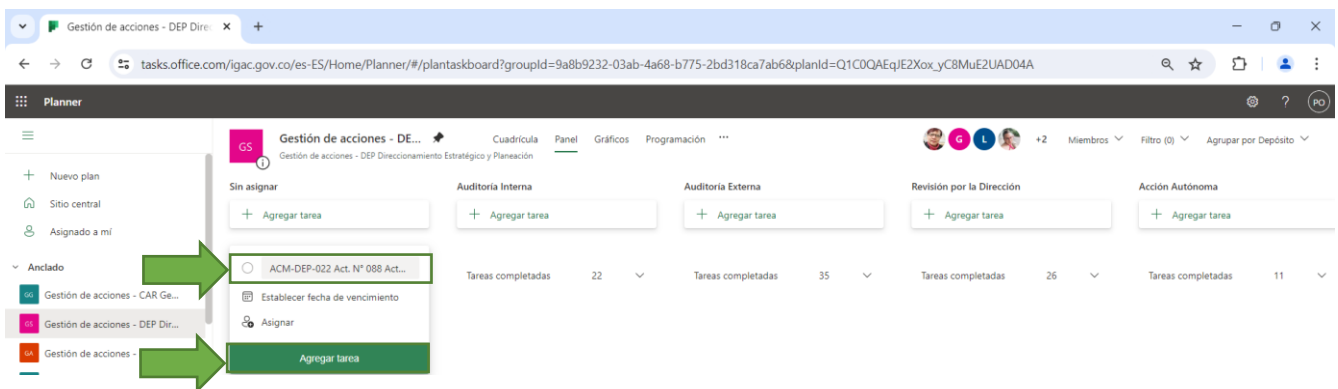 Gestión de acciones - DEP Direc
tasks.office.com/igac.gov.co/es-ES/Home/Planner/#/plantaskboard?groupId=9a8b9232-03ab-4a68-b775-2bd318ca7ab6&planId=Q1C0QAEqJE2Xox_yC8MuE2UAD04A
Planner
? PO
GS Gestión de acciones - DE... Cuadrícula Panel Gráficos Programación ... G L +2 Miembros Filtro (0) Agrupar por Depósito
Gestión de acciones - DEP Direccionamiento Estratégico y Planeación
Nuevo plan
Sitio central
Asignado a mí
Anclado
GG Gestión de acciones - CAR Ge...
GS Gestión de acciones - DEP Dir...
GA Gestión de acciones -
Sin asignar Auditoría Interna Auditoría Externa Revisión por la Dirección Acción Autónoma
+ Agregar tarea + Agregar tarea + Agregar tarea + Agregar tarea + Agregar tarea
ACM-DEP-022 Act. N° 088 Act...
Establecer fecha de vencimiento
Asignar
Agregar tarea
Tareas completadas 22 Tareas completadas 35 Tareas completadas 26 Tareas completadas 11